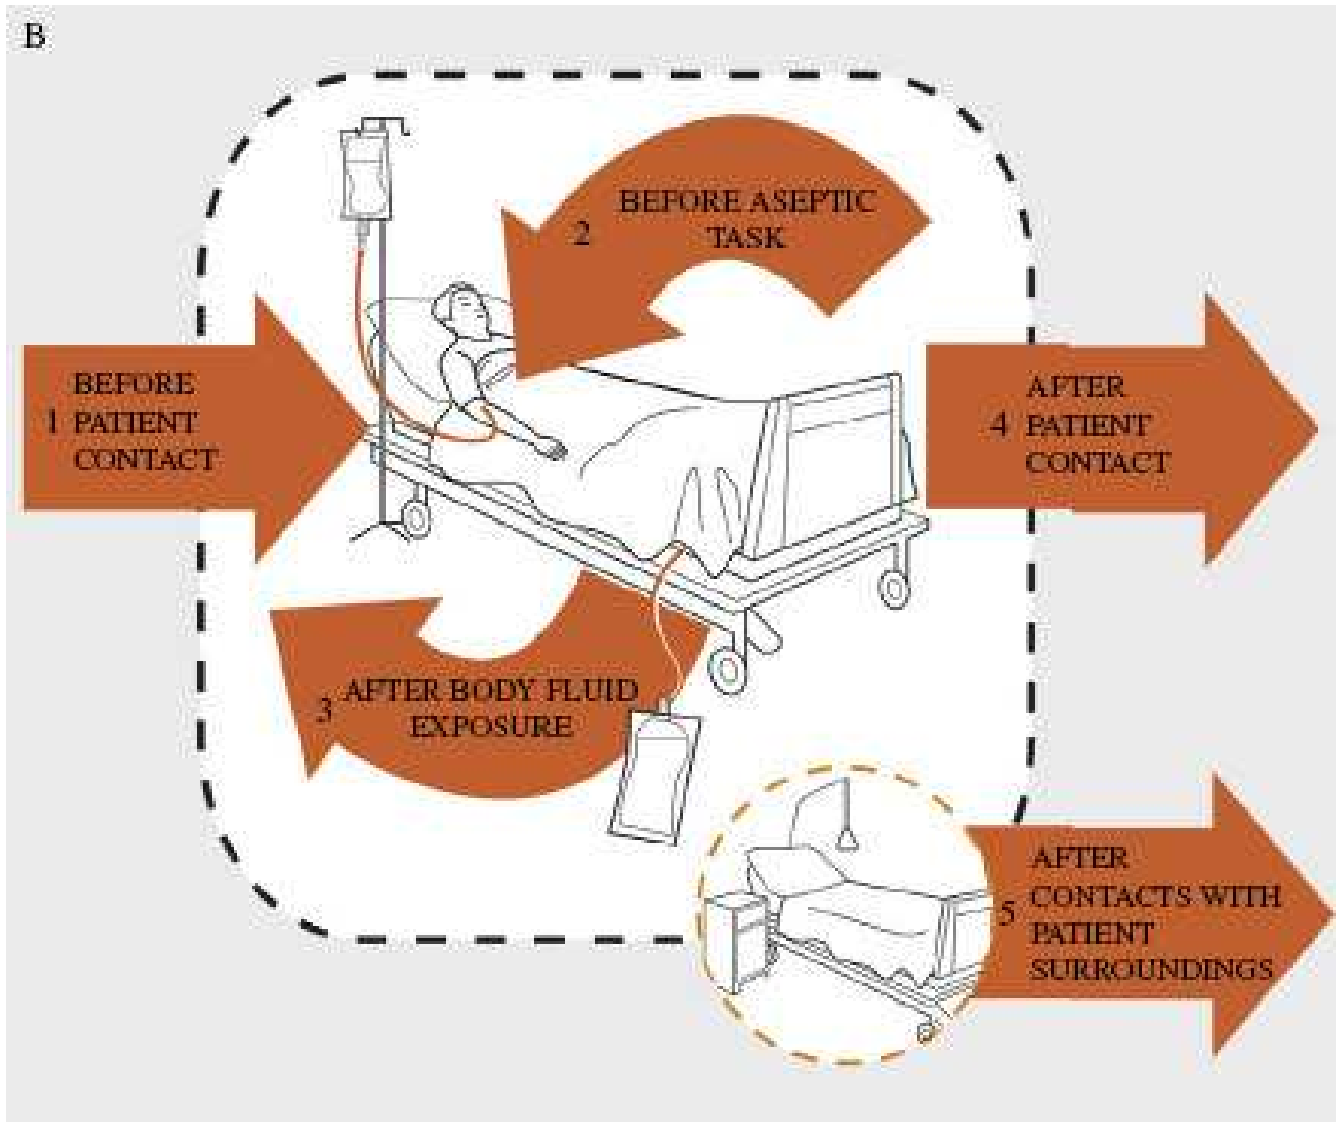 B
2 BEFORE ASEPTIC
TASK
BEFORE
1 PATIENT
CONTACT
AFTER
4 PATIENT
CONTACT
3 AFTER BODY FLUID
EXPOSURE
AFTER
CONTACTS WITH
5 PATIENT
SURROUNDINGS